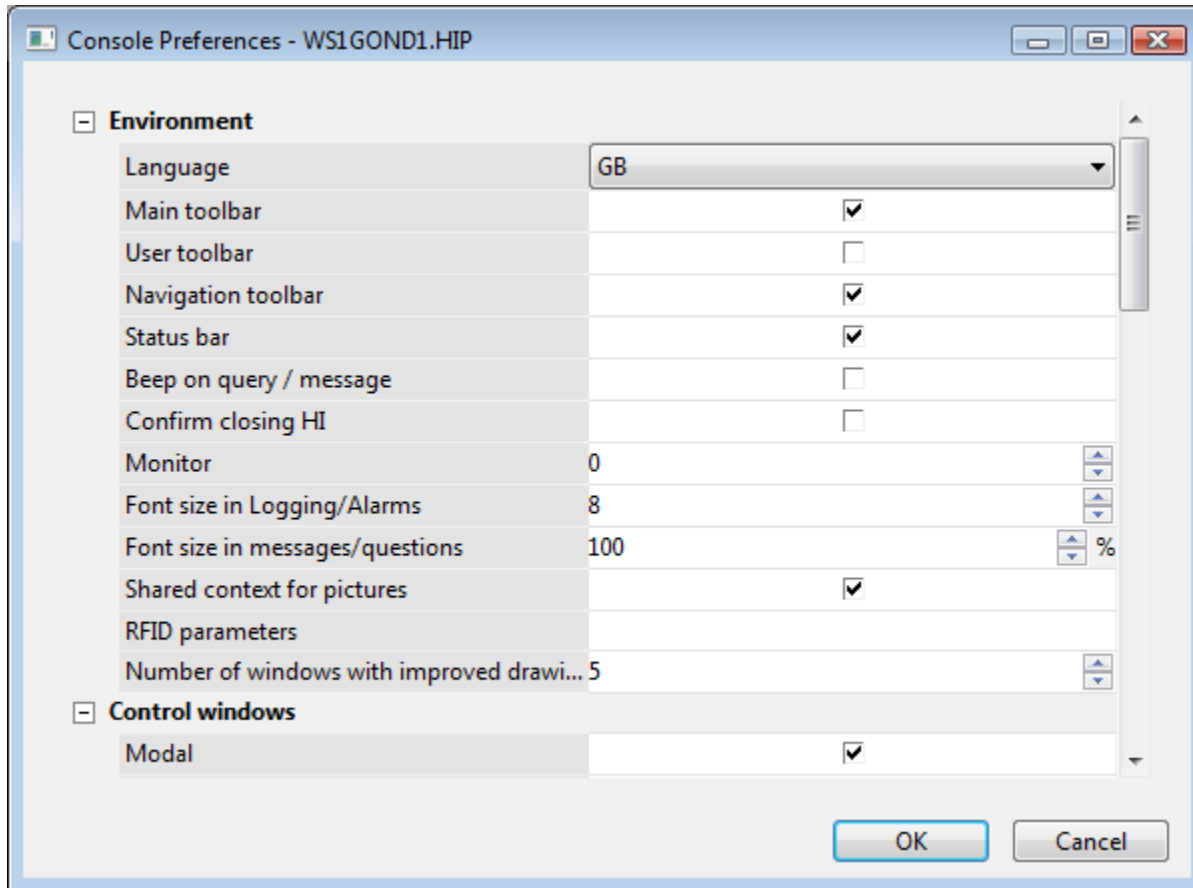 Console Preferences - WS1GOND1.HIP
Environment
Language GB
Main toolbar
User toolbar
Navigation toolbar
Status bar
Beep on query / message
Confirm closing HI
Monitor 0
Font size in Logging/Alarms 8
Font size in messages/questions 100 %
Shared context for pictures
RFID parameters
Number of windows with improved drawi... 5
Control windows
Modal
OK Cancel